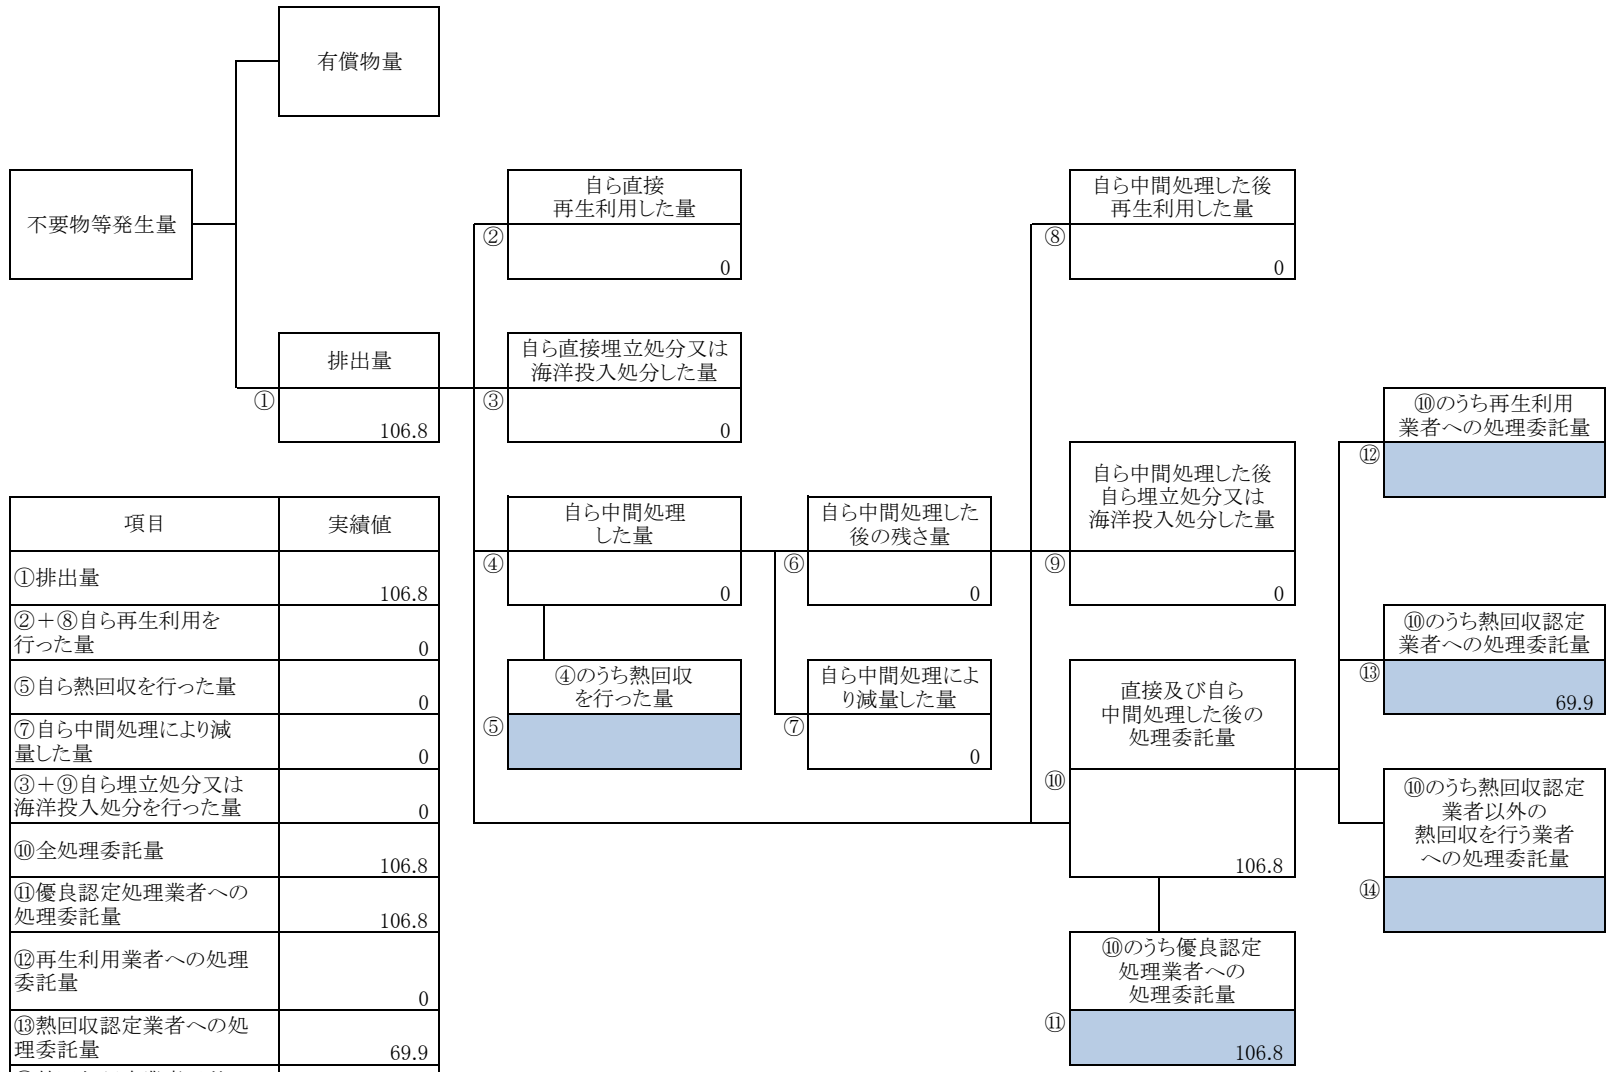 有償物量
不要物等発生量
排出量
①
106.8
自ら直接
再生利用した量
②
0
自ら直接埋立処分又は
海洋投入処分した量
③
0
自ら中間処理
した量
④
0
④のうち熱回収
を行った量
⑤
自ら中間処理した
後の残さ量
⑥
0
自ら中間処理によ
り減量した量
⑦
0
自ら中間処理した後
再生利用した量
⑧
0
自ら中間処理した後
自ら埋立処分又は
海洋投入処分した量
⑨
0
直接及び自ら
中間処理した後の
処理委託量
⑩
106.8
⑩のうち優良認定
処理業者への
処理委託量
⑪
106.8
⑩のうち再生利用
業者への処理委託量
⑫
⑩のうち熱回収認定
業者への処理委託量
⑬
69.9
⑩のうち熱回収認定
業者以外の
熱回収を行う業者
への処理委託量
⑭
項目 実績値
①排出量 106.8
②+⑧自ら再生利用を
行った量 0
⑤自ら熱回収を行った量 0
⑦自ら中間処理により減
量した量 0
③+⑨自ら埋立処分又は
海洋投入処分を行った量 0
⑩全処理委託量 106.8
⑪優良認定処理業者への
処理委託量 106.8
⑫再生利用業者への処理
委託量 0
⑬熱回収認定業者への処
理委託量 69.9